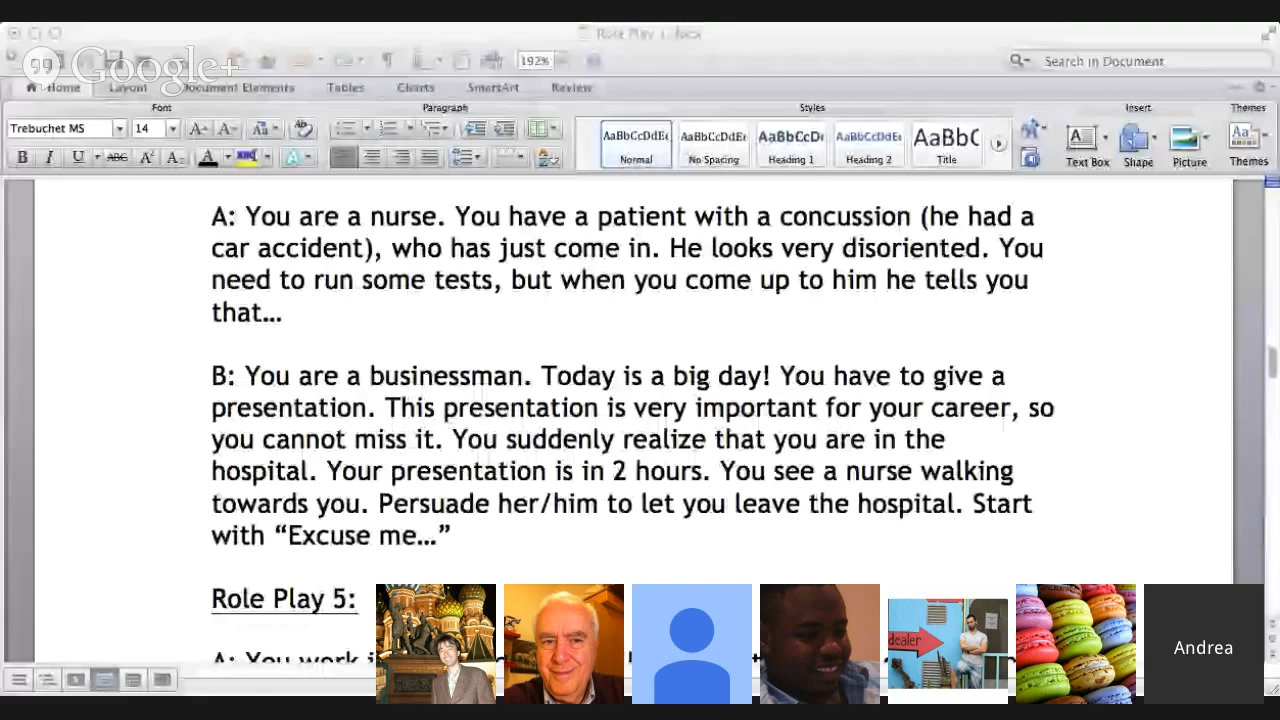 Role Play 1.docx
Google+
192%
Search in Document
Home Layout Document Elements Tables Charts SmartArt Review
Font Paragraph Styles Insert Themes
Trebuchet MS 14
AaBbCcDdEe AaBbCcDdEe AaBbCcDc AaBbCcDdEe AaBbC
Normal No Spacing Heading 1 Heading 2 Title
Text Box Shape Picture Themes
A: You are a nurse. You have a patient with a concussion (he had a
car accident), who has just come in. He looks very disoriented. You
need to run some tests, but when you come up to him he tells you
that…
B: You are a businessman. Today is a big day! You have to give a
presentation. This presentation is very important for your career, so
you cannot miss it. You suddenly realize that you are in the
hospital. Your presentation is in 2 hours. You see a nurse walking
towards you. Persuade her/him to let you leave the hospital. Start
with “Excuse me…”
Role Play 5:
A: You work
dealer
Andrea